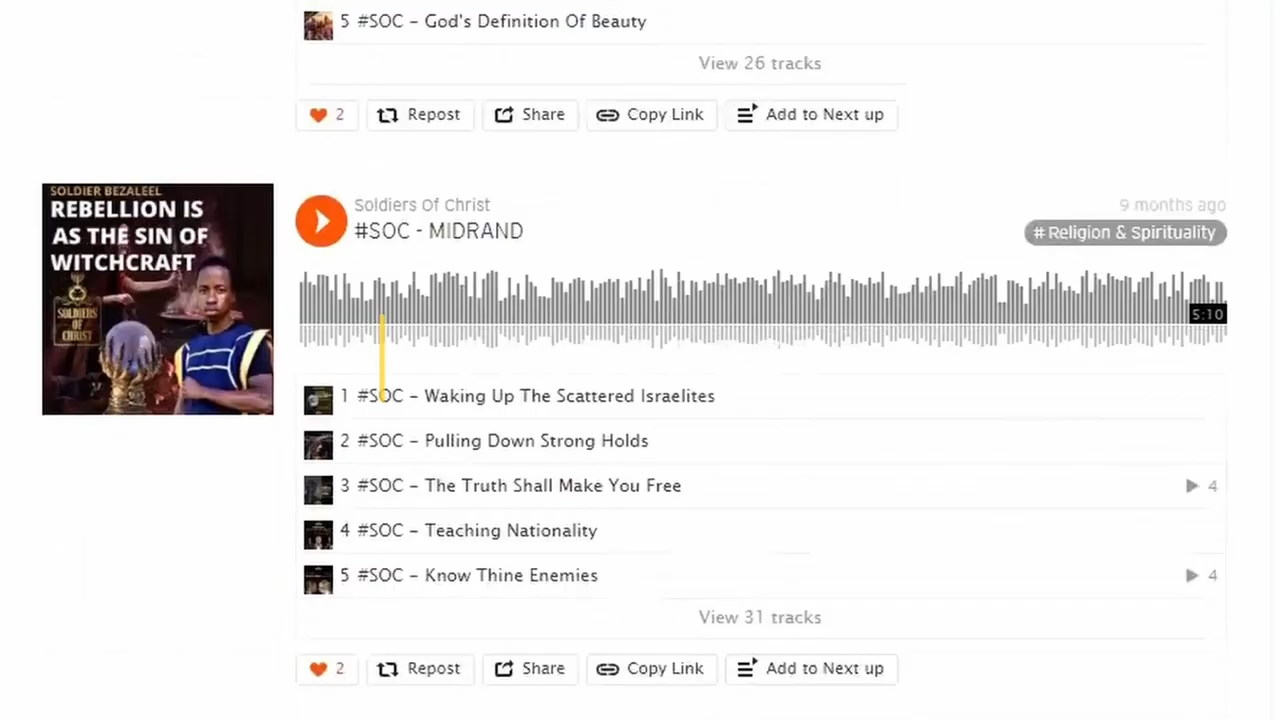 5 #SOC – God's Definition Of Beauty
View 26 tracks
2 Repost Share Copy Link Add to Next up
SOLDIER BEZALEEL
REBELLION IS
AS THE SIN OF
WITCHCRAFT
SOLDIERS
OF
CHRIST
Soldiers Of Christ
9 months ago
#SOC - MIDRAND
# Religion & Spirituality
5:10
1 #SOC – Waking Up The Scattered Israelites
2 #SOC – Pulling Down Strong Holds
3 #SOC – The Truth Shall Make You Free 4
4 #SOC – Teaching Nationality
5 #SOC – Know Thine Enemies 4
View 31 tracks
2 Repost Share Copy Link Add to Next up